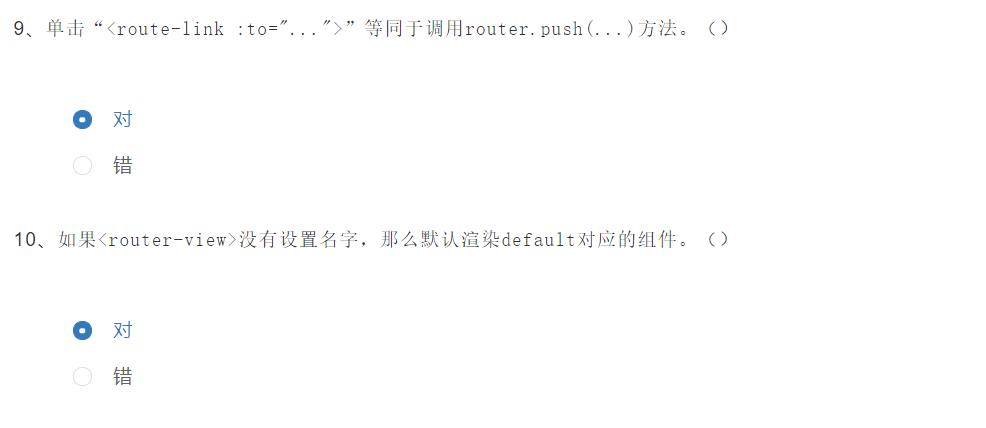 9、单击“<route-link :to="...">”等同于调用router.push(...)方法。（）
对
错
10、如果<router-view>没有设置名字，那么默认渲染default对应的组件。（）
对
错